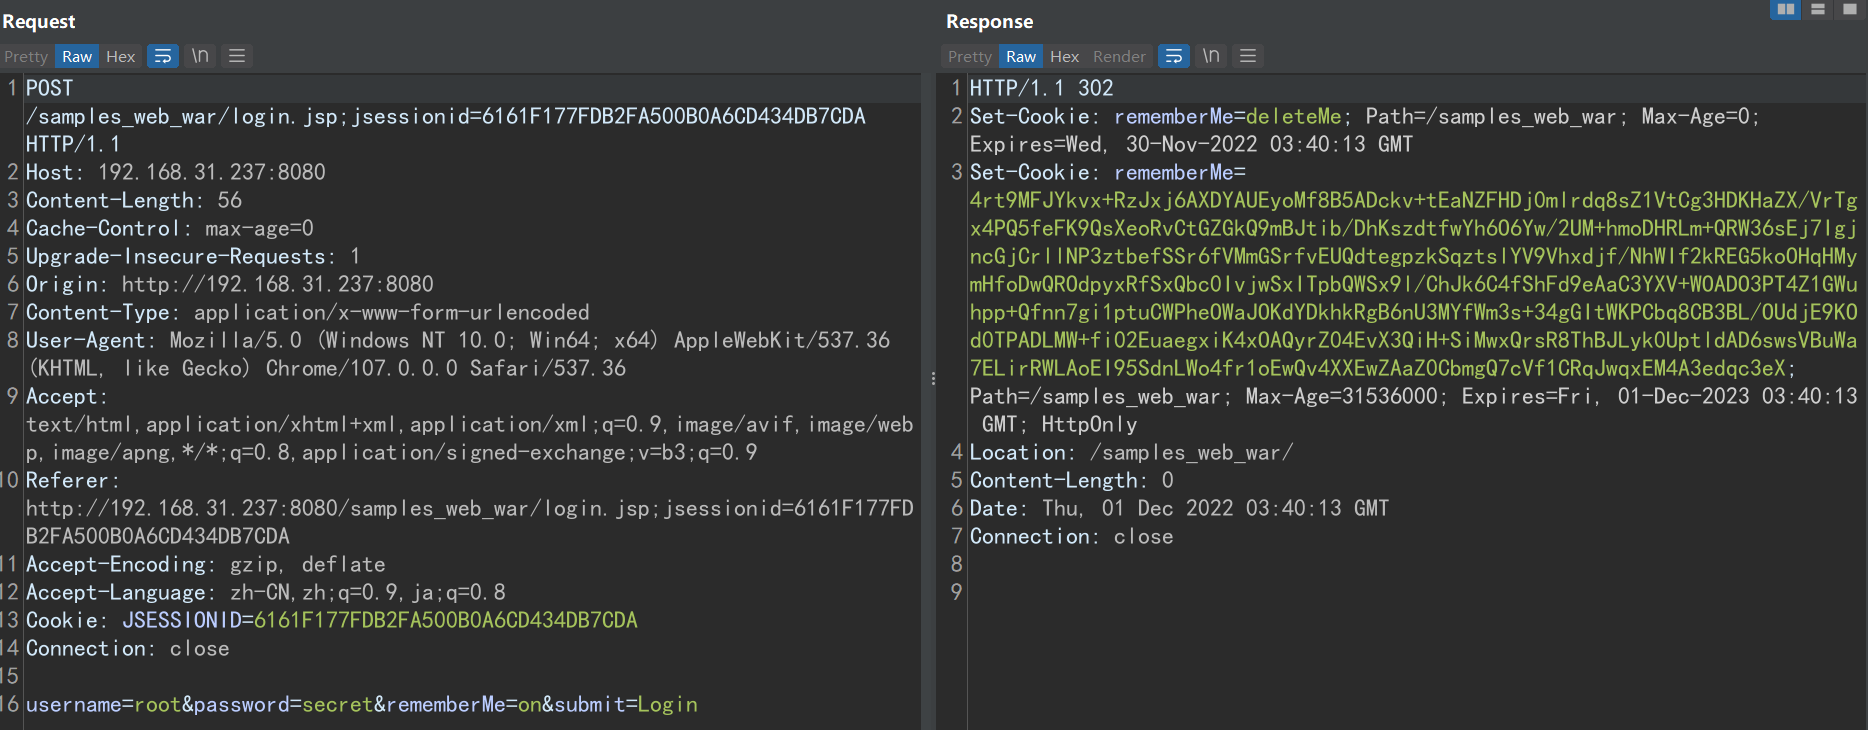 Request
Pretty Raw Hex \n
1 POST
/samples_web_war/login.jsp;jsessionid=6161F177FDB2FA500B0A6CD434DB7CDA
HTTP/1.1
2 Host: 192.168.31.237:8080
3 Content-Length: 56
4 Cache-Control: max-age=0
5 Upgrade-Insecure-Requests: 1
6 Origin: http://192.168.31.237:8080
7 Content-Type: application/x-www-form-urlencoded
8 User-Agent: Mozilla/5.0 (Windows NT 10.0; Win64; x64) AppleWebKit/537.36
(KHTML, like Gecko) Chrome/107.0.0.0 Safari/537.36
9 Accept:
text/html,application/xhtml+xml,application/xml;q=0.9,image/avif,image/web
p,image/apng,*/*;q=0.8,application/signed-exchange;v=b3;q=0.9
10 Referer:
http://192.168.31.237:8080/samples_web_war/login.jsp;jsessionid=6161F177FD
B2FA500B0A6CD434DB7CDA
11 Accept-Encoding: gzip, deflate
12 Accept-Language: zh-CN,zh;q=0.9,ja;q=0.8
13 Cookie: JSESSIONID=6161F177FDB2FA500B0A6CD434DB7CDA
14 Connection: close
15
16 username=root&password=secret&rememberMe=on&submit=Login
Response
Pretty Raw Hex Render \n
1 HTTP/1.1 302
2 Set-Cookie: rememberMe=deleteMe; Path=/samples_web_war; Max-Age=0;
Expires=Wed, 30-Nov-2022 03:40:13 GMT
3 Set-Cookie: rememberMe=
4rt9MFJYkvx+RzJxj6AXDYAUEyoMf8B5ADckv+tEaNZFHDj0mlrdq8sZ1VtCg3HDKHaZX/VrTg
x4PQ5feFK9QsXeoRvCtGZGkQ9mBJtib/DhKszdtfwYh606Yw/2UM+hmoDHRLm+QRW36sEj7lgj
ncGjCrllNP3ztbefSSr6fVMmGSrfvEUQdtegpzkSqztslYV9Vhxdjf/NhWIf2kREG5koOHqHMy
mHfoDwQROdpyxRfSxQbc0lvjwSxlTpbQWSx9l/ChJk6C4fShFd9eAaC3YXV+WOADO3PT4Z1GWu
hpp+Qfnn7gi1ptuCWPheOWaJOKdYDkhkRgB6nU3MYfWm3s+34gGItWKPCbq8CB3BL/OUdjE9KO
d0TPADLMW+fi02EuaegxiK4xOAQyrZ04EvX3QiH+SiMwxQrsR8ThBJLyk0UptldAD6swsVBuWa
7ELirRWLAoEl95SdnLWo4fr1oEwQv4XXEwZAaZOCbmgQ7cVf1CRqJwqxEM4A3edqc3eX;
Path=/samples_web_war; Max-Age=31536000; Expires=Fri, 01-Dec-2023 03:40:13
GMT; HttpOnly
4 Location: /samples_web_war/
5 Content-Length: 0
6 Date: Thu, 01 Dec 2022 03:40:13 GMT
7 Connection: close
8
9